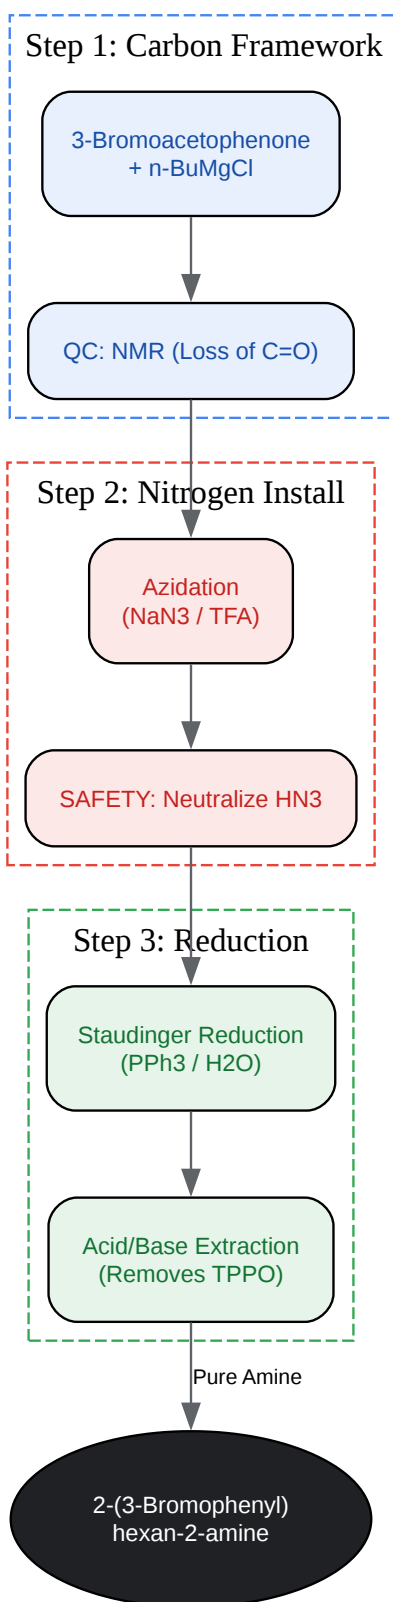 Step 1: Carbon Framework
3-Bromoacetophenone
+ n-BuMgCl
QC: NMR (Loss of C=O)
Step 2: Nitrogen Install
Azidation
(NaN3 / TFA)
SAFETY: Neutralize HN3
Step 3: Reduction
Staudinger Reduction
(PPh3 / H2O)
Acid/Base Extraction
(Removes TPPO)
Pure Amine
2-(3-Bromophenyl)
hexan-2-amine